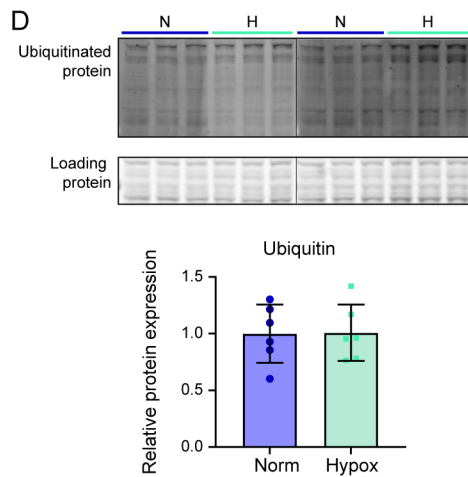 D
N H N H
Ubiquitinated
protein
Loading
protein
Ubiquitin
Relative protein expression
1.5
1.0
0.5
0.0
Norm Hypox